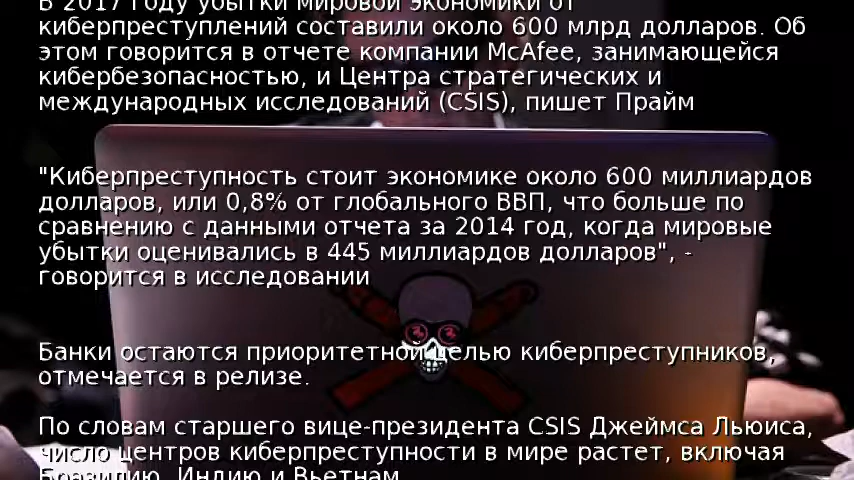 В 2017 году убытки мировой экономики от
киберпреступлений составили около 600 млрд долларов. Об
этом говорится в отчете компании McAfee, занимающейся
кибербезопасностью, и Центра стратегических и
международных исследований (CSIS), пишет Прайм
"Киберпреступность стоит экономике около 600 миллиардов
долларов, или 0,8% от глобального ВВП, что больше по
сравнению с данными отчета за 2014 год, когда мировые
убытки оценивались в 445 миллиардов долларов", -
говорится в исследовании
Банки остаются приоритетной целью киберпреступников,
отмечается в релизе.
По словам старшего вице-президента CSIS Джеймса Льюиса,
число центров киберпреступности в мире растет, включая
Бразилию, Индию и Вьетнам